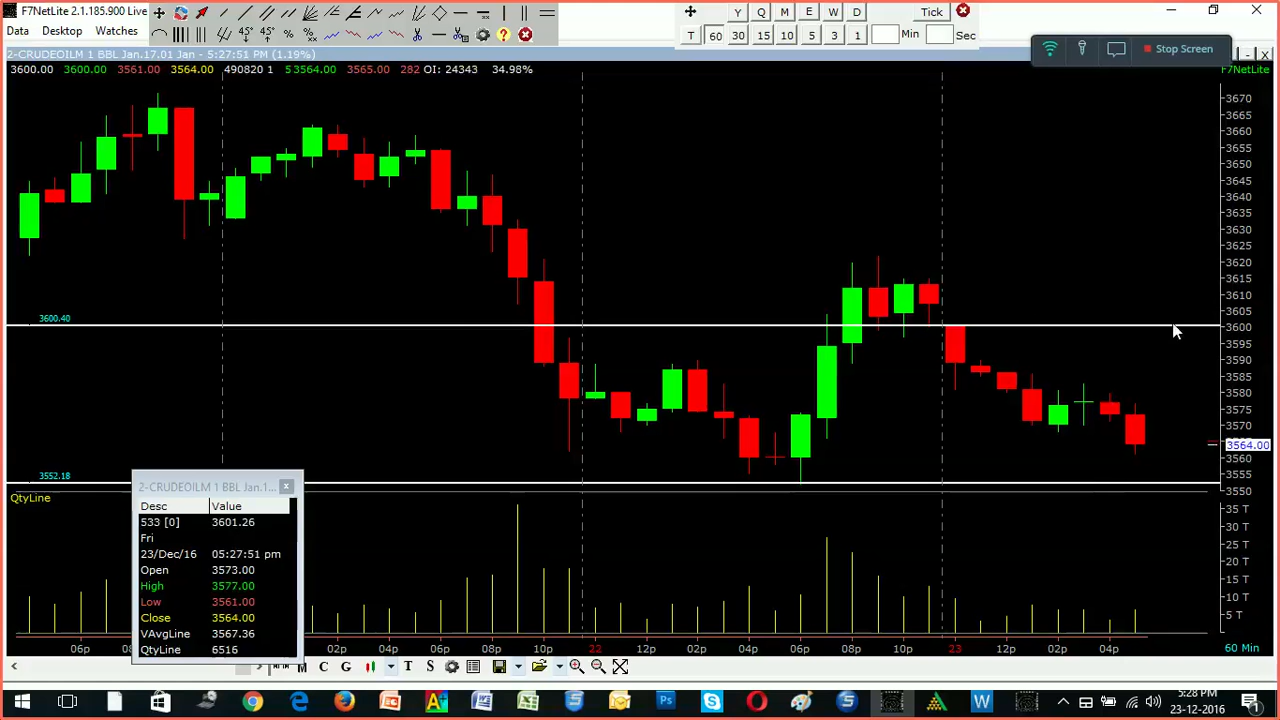 F7NetLite 2.1.185.900 Live
Y Q M E W D Tick
Data Desktop Watches
45° 45° % %
T 60 30 15 10 5 3 1 Min Sec
Stop Screen
2-CRUDEOILM 1 BBL Jan.17.01 Jan - 5:27:51 PM (1.19%)
3600.00 3600.00 3561.00 3564.00 490820 1 5 3564.00 3565.00 282 OI: 24343 34.98%
F7NetLite
3670
3665
3660
3655
3650
3645
3640
3635
3630
3625
3620
3615
3610
3605
3600.40
3600
3595
3590
3585
3580
3575
3570
3564.00
3560
3552.18
3555
3550
QtyLine
35 T
30 T
25 T
20 T
15 T
10 T
5 T
2-CRUDEOILM 1 BBL Jan.1...
Desc Value
533 [0] 3601.26
Fri
23/Dec/16 05:27:51 pm
Open 3573.00
High 3577.00
Low 3561.00
Close 3564.00
VAvgLine 3567.36
QtyLine 6516
06p 02p 04p 06p 08p 10p 22 12p 02p 04p 06p 08p 10p 23 12p 02p 04p 60 Min
M C G T S
5:28 PM
23-12-2016